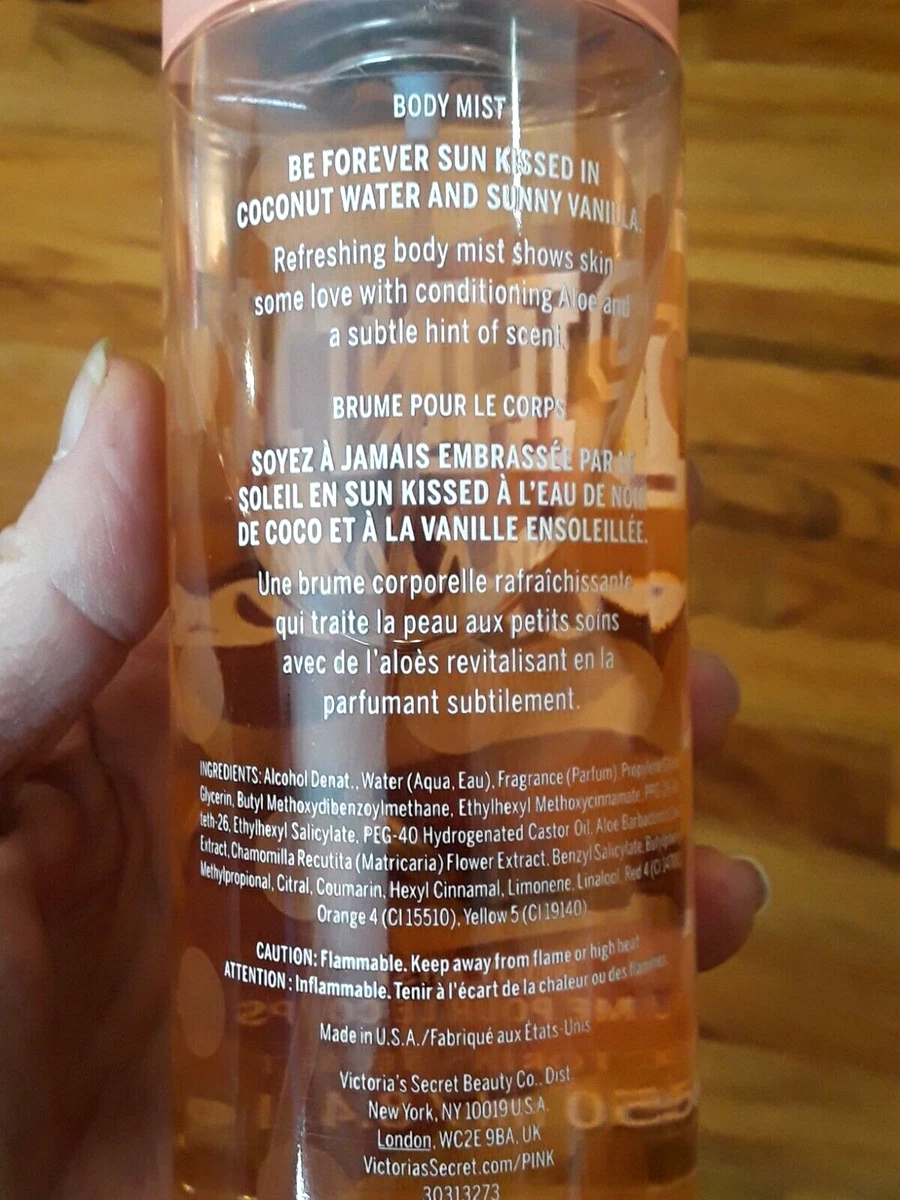 BODY MIST
BE FOREVER SUN KISSED IN
COCONUT WATER AND SUNNY VANILLA.
Refreshing body mist shows skin
some love with conditioning Aloe and
a subtle hint of scent.
BRUME POUR LE CORPS
SOYEZ À JAMAIS EMBRASSÉE PAR LE
SOLEIL EN SUN KISSED À L'EAU DE NOIX
DE COCO ET À LA VANILLE ENSOLEILLÉE.
Une brume corporelle rafraîchissante
qui traite la peau aux petits soins
avec de l'aloès revitalisant en la
parfumant subtilement.
INGREDIENTS: Alcohol Denat., Water (Aqua, Eau), Fragrance (Parfum), Propylene
Glycerin, Butyl Methoxydibenzoylmethane, Ethylhexyl Methoxycinnamate,
teth-26, Ethylhexyl Salicylate, PEG-40 Hydrogenated Castor Oil, Aloe
Extract, Chamomilla Recutita (Matricaria) Flower Extract, Benzyl Salicylate,
Methylpropional, Citral, Coumarin, Hexyl Cinnamal, Limonene, Linalool, Red 4
Orange 4 (CI 15510), Yellow 5 (CI 19140)
CAUTION: Flammable. Keep away from flame or high heat
ATTENTION : Inflammable. Tenir à l'écart de la chaleur ou des flammes
Made in U.S.A./Fabriqué aux États-Unis
Victoria's Secret Beauty Co., Dist.
New York, NY 10019 U.S.A.
London, WC2E 9BA, UK
VictoriasSecret.com/PINK
30313273